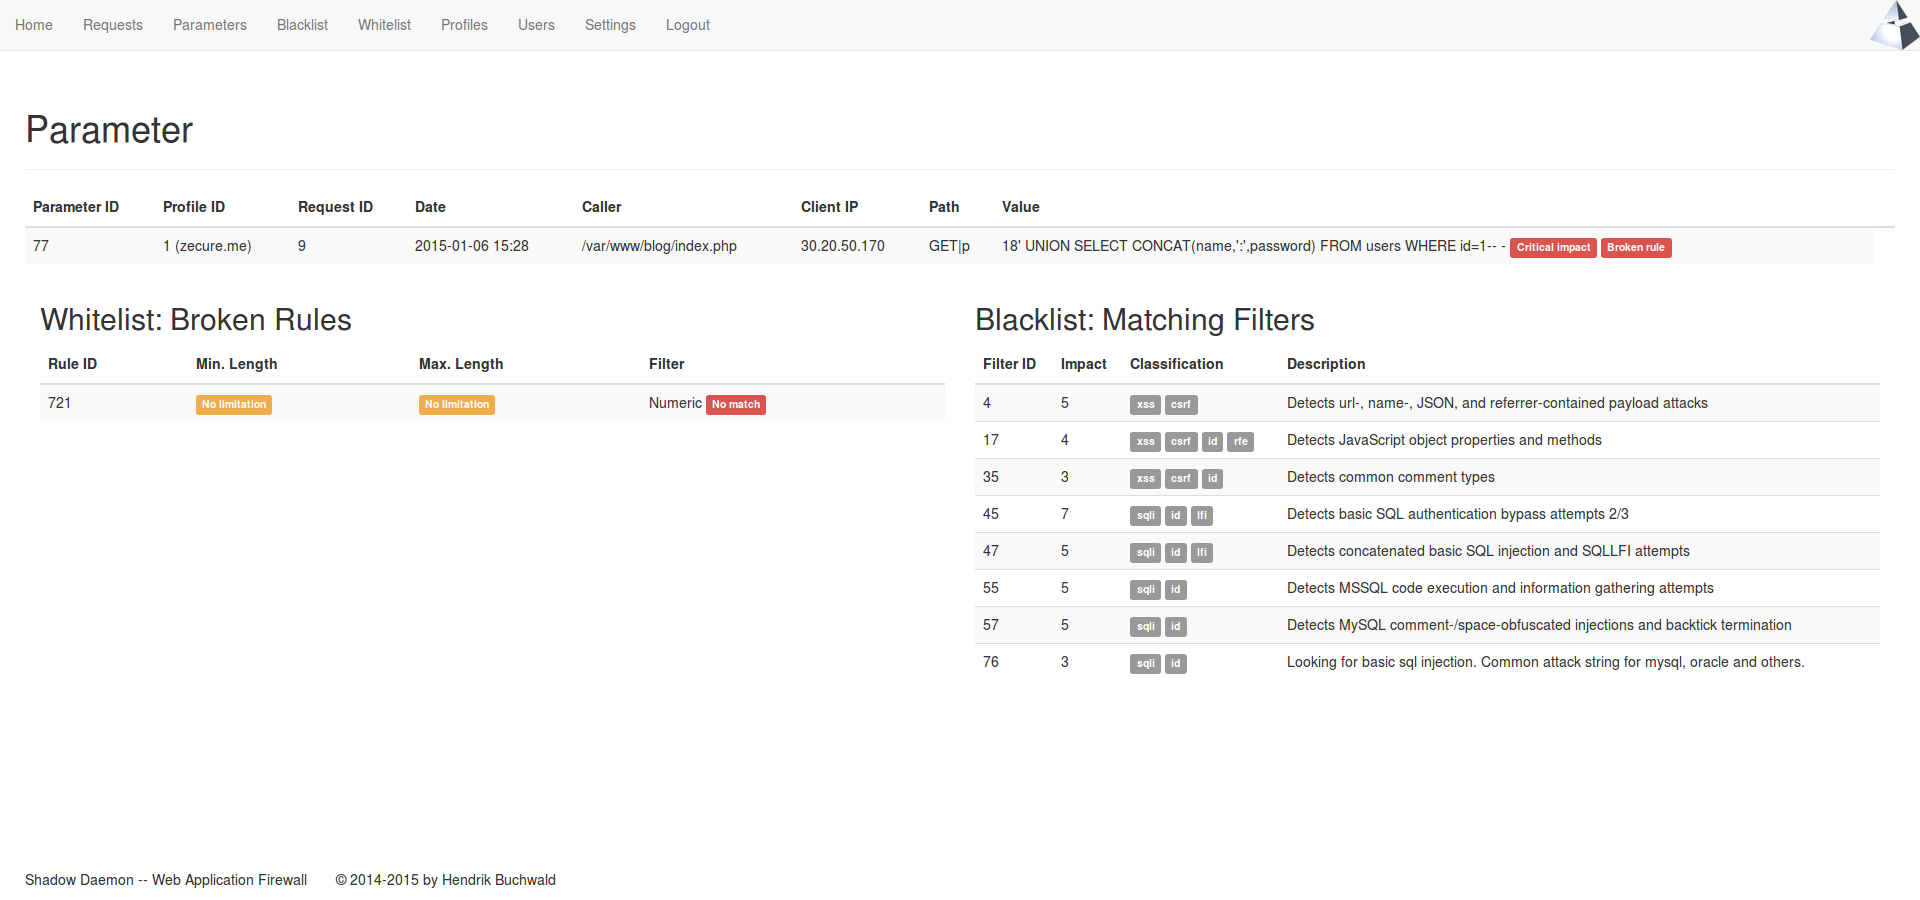 Home Requests Parameters Blacklist Whitelist Profiles Users Settings Logout
Parameter
Parameter ID Profile ID Request ID Date Caller Client IP Path Value
77 1 (zecure.me) 9 2015-01-06 15:28 /var/www/blog/index.php 30.20.50.170 GET|p 18' UNION SELECT CONCAT(name,':',password) FROM users WHERE id=1-- - Critical impact Broken rule
Whitelist: Broken Rules
Rule ID Min. Length Max. Length Filter
721 No limitation No limitation Numeric No match
Blacklist: Matching Filters
Filter ID Impact Classification Description
4 5 xss csrf Detects url-, name-, JSON, and referrer-contained payload attacks
17 4 xss csrf id rfe Detects JavaScript object properties and methods
35 3 xss csrf id Detects common comment types
45 7 sqli id lfi Detects basic SQL authentication bypass attempts 2/3
47 5 sqli id lfi Detects concatenated basic SQL injection and SQLLFI attempts
55 5 sqli id Detects MSSQL code execution and information gathering attempts
57 5 sqli id Detects MySQL comment-/space-obfuscated injections and backtick termination
76 3 sqli id Looking for basic sql injection. Common attack string for mysql, oracle and others.
Shadow Daemon -- Web Application Firewall © 2014-2015 by Hendrik Buchwald